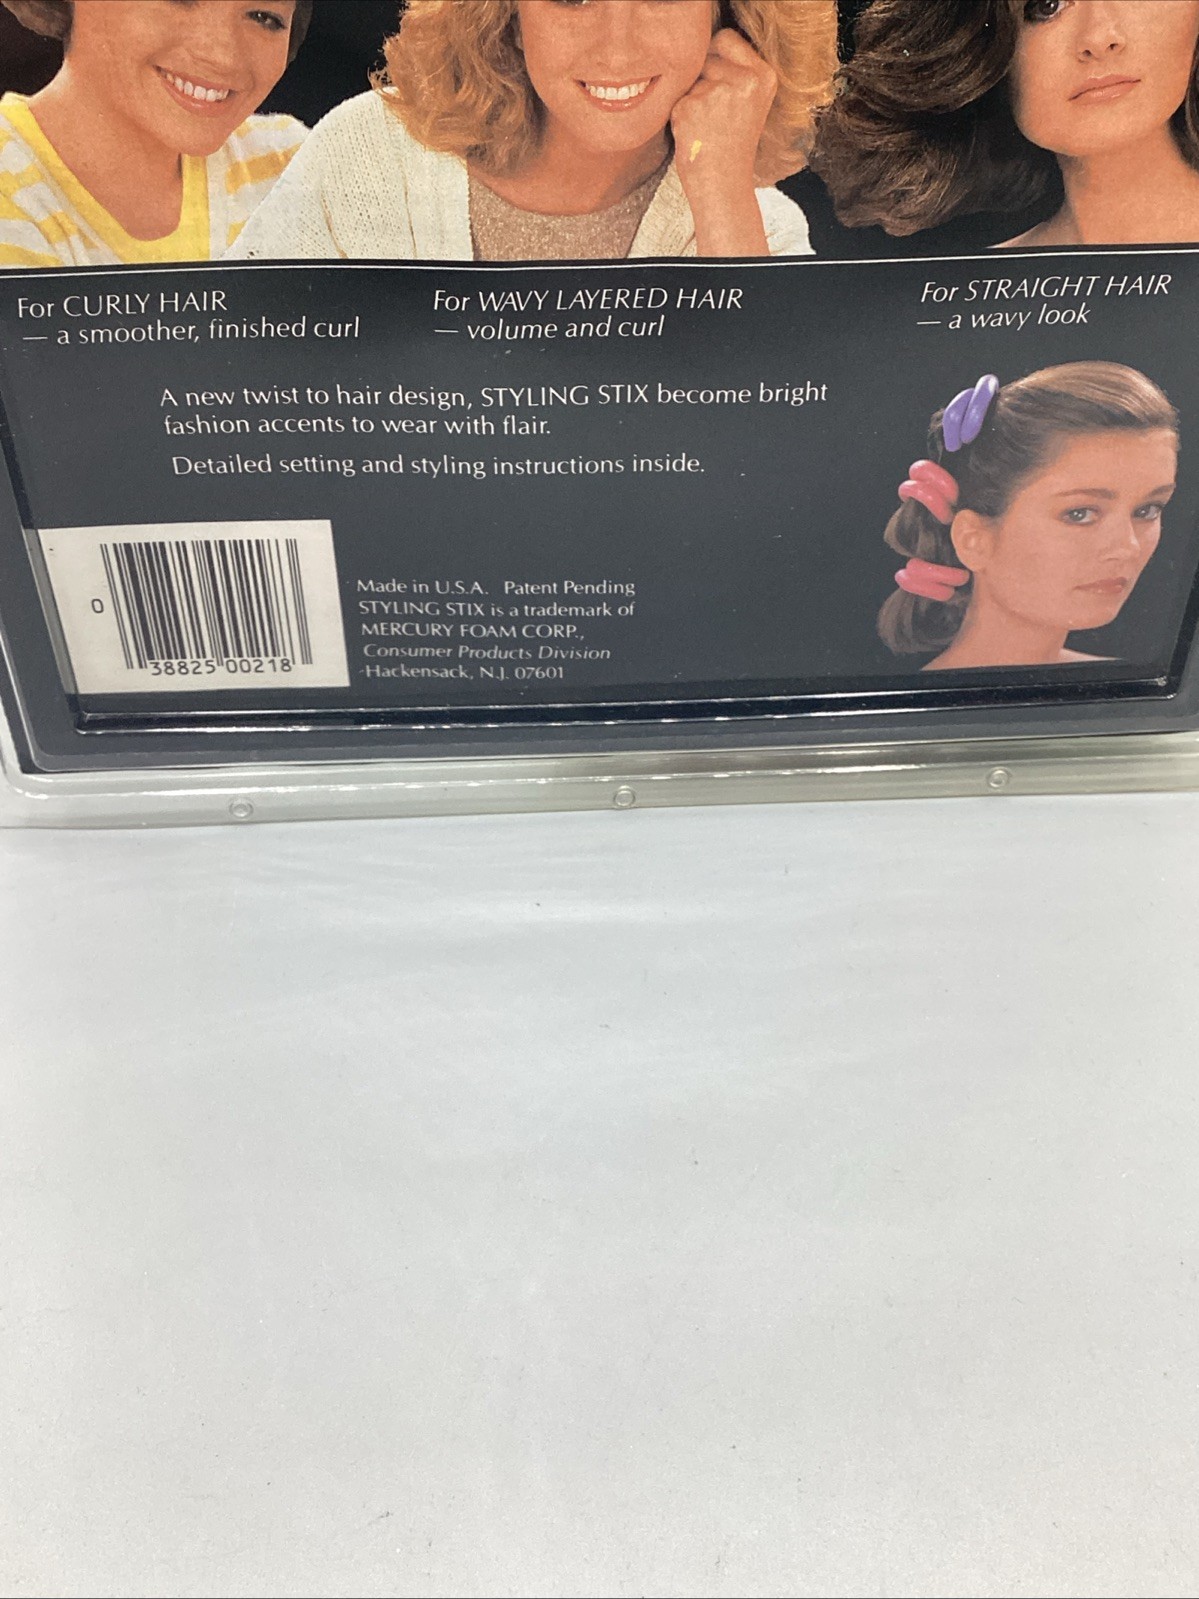 For CURLY HAIR
— a smoother, finished curl
For WAVY LAYERED HAIR
— volume and curl
For STRAIGHT HAIR
— a wavy look
A new twist to hair design, STYLING STIX become bright
fashion accents to wear with flair.
Detailed setting and styling instructions inside.
0
38825 00218
Made in U.S.A. Patent Pending
STYLING STIX is a trademark of
MERCURY FOAM CORP.,
Consumer Products Division
Hackensack, N.J. 07601